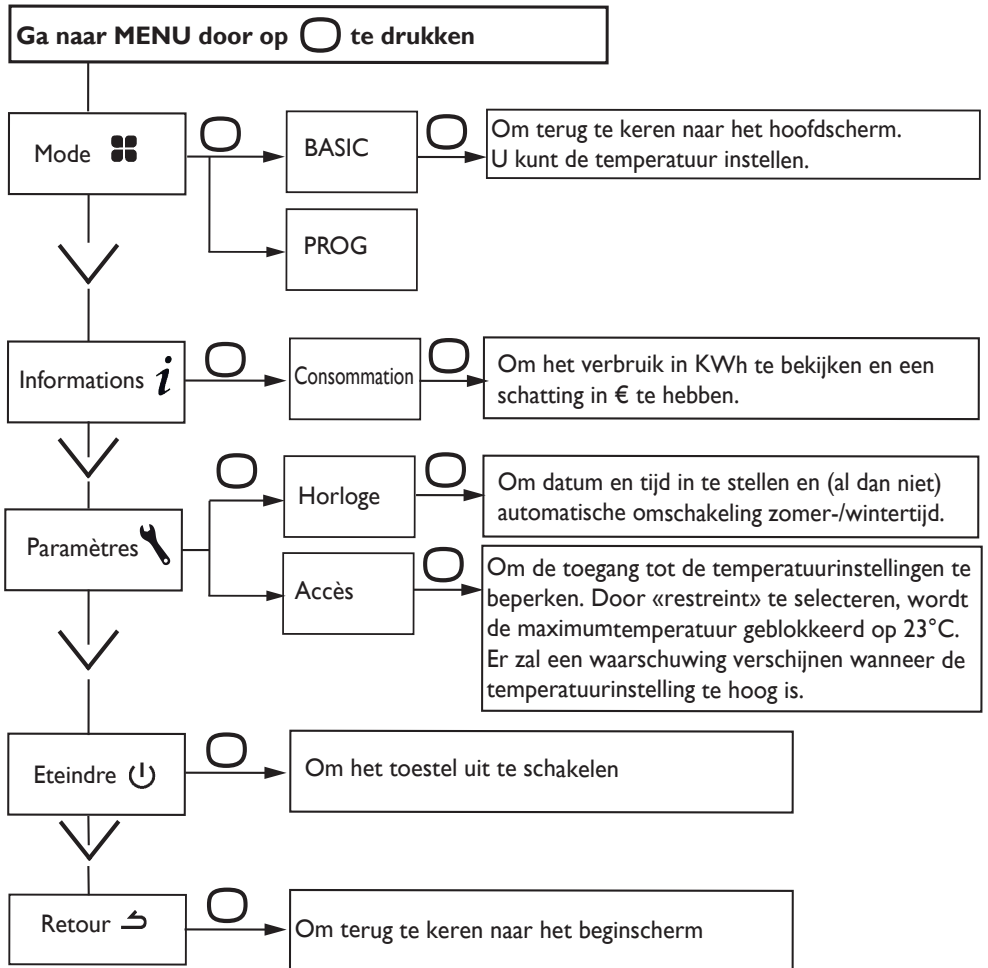 Ga naar MENU door op te drukken
Mode
BASIC
Om terug te keren naar het hoofdscherm.
U kunt de temperatuur instellen.
PROG
Informations i
Consommation
Om het verbruik in KWh te bekijken en een
schatting in € te hebben.
Paramètres
Horloge
Om datum en tijd in te stellen en (al dan niet)
automatische omschakeling zomer-/wintertijd.
Accès
Om de toegang tot de temperatuurinstellingen te
beperken. Door «restreint» te selecteren, wordt
de maximumtemperatuur geblokkeerd op 23°C.
Er zal een waarschuwing verschijnen wanneer de
temperatuurinstelling te hoog is.
Eteindre
Om het toestel uit te schakelen
Retour
Om terug te keren naar het beginscherm